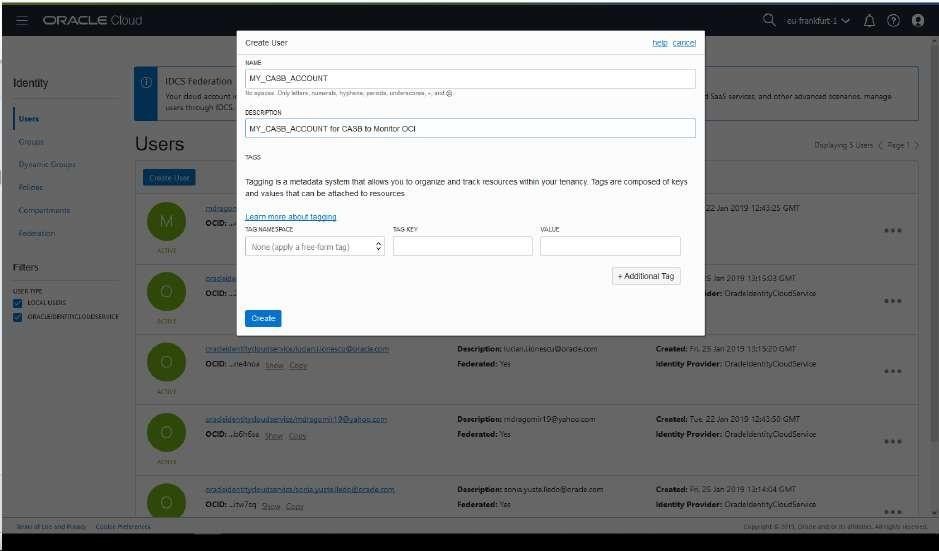 ORACLE Cloud
eu-frankfurt-1
Create User
help cancel
NAME
MY_CASB_ACCOUNT
No spaces. Only letters, numerals, hyphens, periods, underscores, +, and @.
DESCRIPTION
MY_CASB_ACCOUNT for CASB to Monitor OCI
TAGS
Tagging is a metadata system that allows you to organize and track resources within your tenancy. Tags are composed of keys
and values that can be attached to resources.
Learn more about tagging
TAG NAMESPACE TAG KEY VALUE
None (apply a free-form tag)
+ Additional Tag
Create
Identity
Users
Groups
Dynamic Groups
Policies
Compartments
Federation
Filters
USER TYPE
LOCAL USERS
ORACLEIDENTITYCLOUDSERVICE
IDCS Federation
Your cloud account i
users through IDCS.
SaaS services, and other advanced scenarios, manage
Users
Displaying 5 Users < Page 1 >
Create User
M
ACTIVE
mdragom
OCID:
22 Jan 2019 12:43:25 GMT
O
ACTIVE
oracleide
OCID:
25 Jan 2019 13:15:03 GMT
ider: OracleIdentityCloudService
O
ACTIVE
oracleidentitycloudservice/lucian.i.ionescu@oracle.com
OCID: ...ne4noa Show Copy
Description: lucian.i.ionescu@oracle.com
Federated: Yes
Created: Fri, 25 Jan 2019 13:15:20 GMT
Identity Provider: OracleIdentityCloudService
O
ACTIVE
oracleidentitycloudservice/mdragomir19@yahoo.com
OCID: ...b6h6sa Show Copy
Description: mdragomir19@yahoo.com
Federated: Yes
Created: Tue, 22 Jan 2019 12:43:50 GMT
Identity Provider: OracleIdentityCloudService
O
oracleidentitycloudservice/sonia.yuste.lledo@oracle.com
OCID: ...itw7zq Show Copy
Description: sonia.yuste.lledo@oracle.com
Federated: Yes
Created: Fri, 25 Jan 2019 13:14:04 GMT
Identity Provider: OracleIdentityCloudService
Terms of Use and Privacy Cookie Preferences
Copyright © 2019, Oracle and/or its affiliates. All rights reserved.